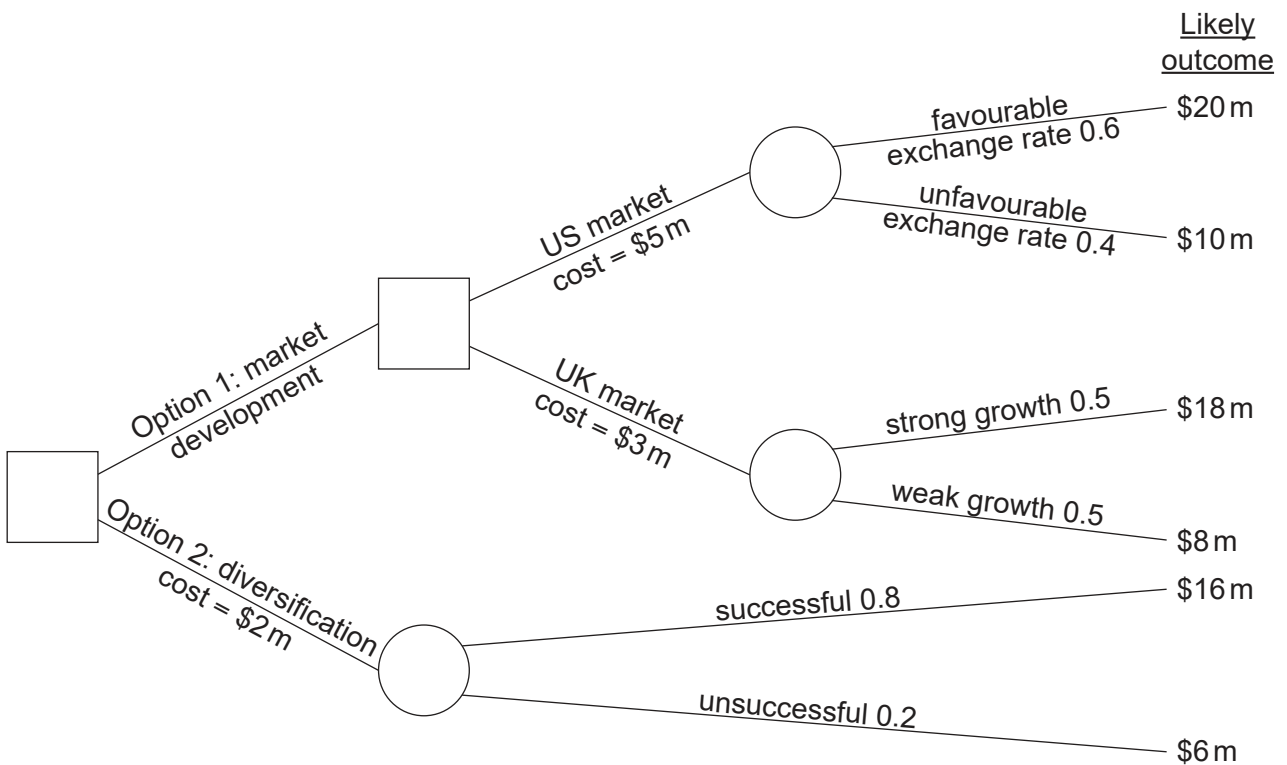 Likely
outcome
favourable
exchange rate 0.6
$20 m
unfavourable
exchange rate 0.4
$10 m
US market
cost = $5 m
Option 1: market
development
UK market
cost = $3 m
strong growth 0.5
$18 m
weak growth 0.5
$8 m
Option 2: diversification
cost = $2 m
successful 0.8
$16 m
unsuccessful 0.2
$6 m